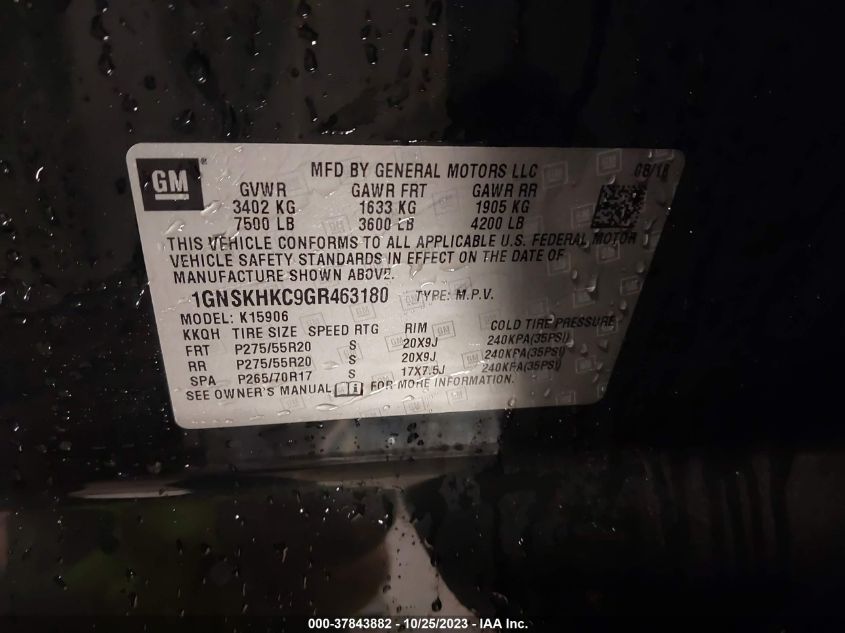 GM ® MFD BY GENERAL MOTORS LLC 08/16
GVWR GAWR FRT GAWR RR
3402 KG 1633 KG 1905 KG
7500 LB 3600 LB 4200 LB
THIS VEHICLE CONFORMS TO ALL APPLICABLE U.S. FEDERAL MOTOR
VEHICLE SAFETY STANDARDS IN EFFECT ON THE DATE OF
MANUFACTURE SHOWN ABOVE.
1GNSKHKC9GR463180 TYPE: M.P.V.
MODEL: K15906
KKQH TIRE SIZE SPEED RTG RIM COLD TIRE PRESSURE
FRT P275/55R20 S 20X9J 240KPA(35PSI)
RR P275/55R20 S 20X9J 240KPA(35PSI)
SPA P265/70R17 S 17X7.5J 240KPA(35PSI)
SEE OWNER'S MANUAL FOR MORE INFORMATION.
000-37843882 - 10/25/2023 - IAA Inc.